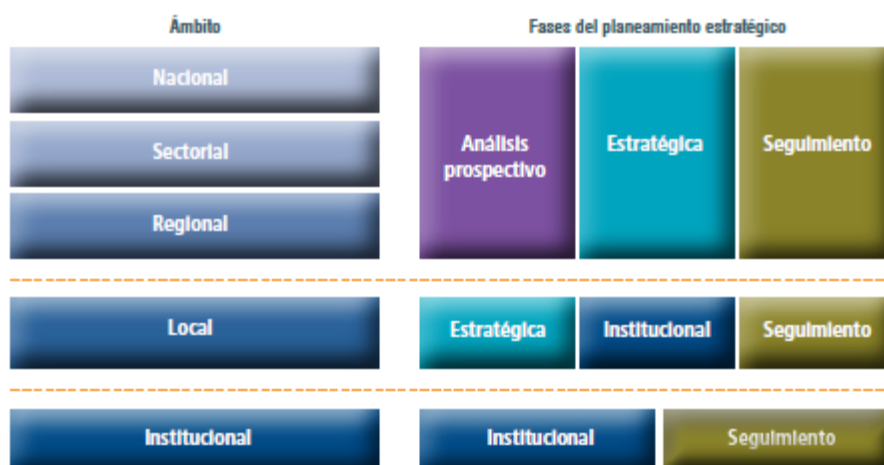 Ámbito
Fases del planeamiento estratégico
Nacional
Sectorial
Regional
Análisis
prospectivo
Estratégica
Seguimiento
Local
Estratégica
Institucional
Seguimiento
Institucional
Institucional
Seguimiento